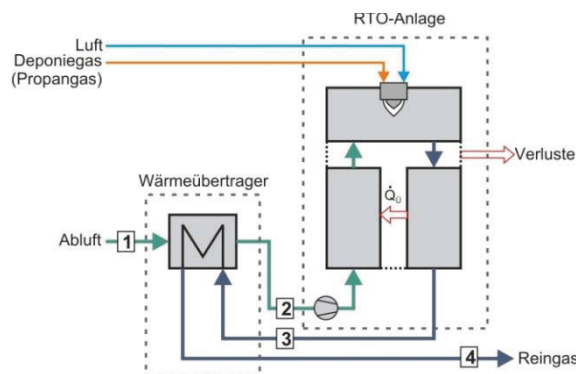 RTO-Anlage
Luft
Deponiegas
(Propangas)
Verluste
Wärmeübertrager
Q̇ü
Abluft
1
2
3
4
Reingas